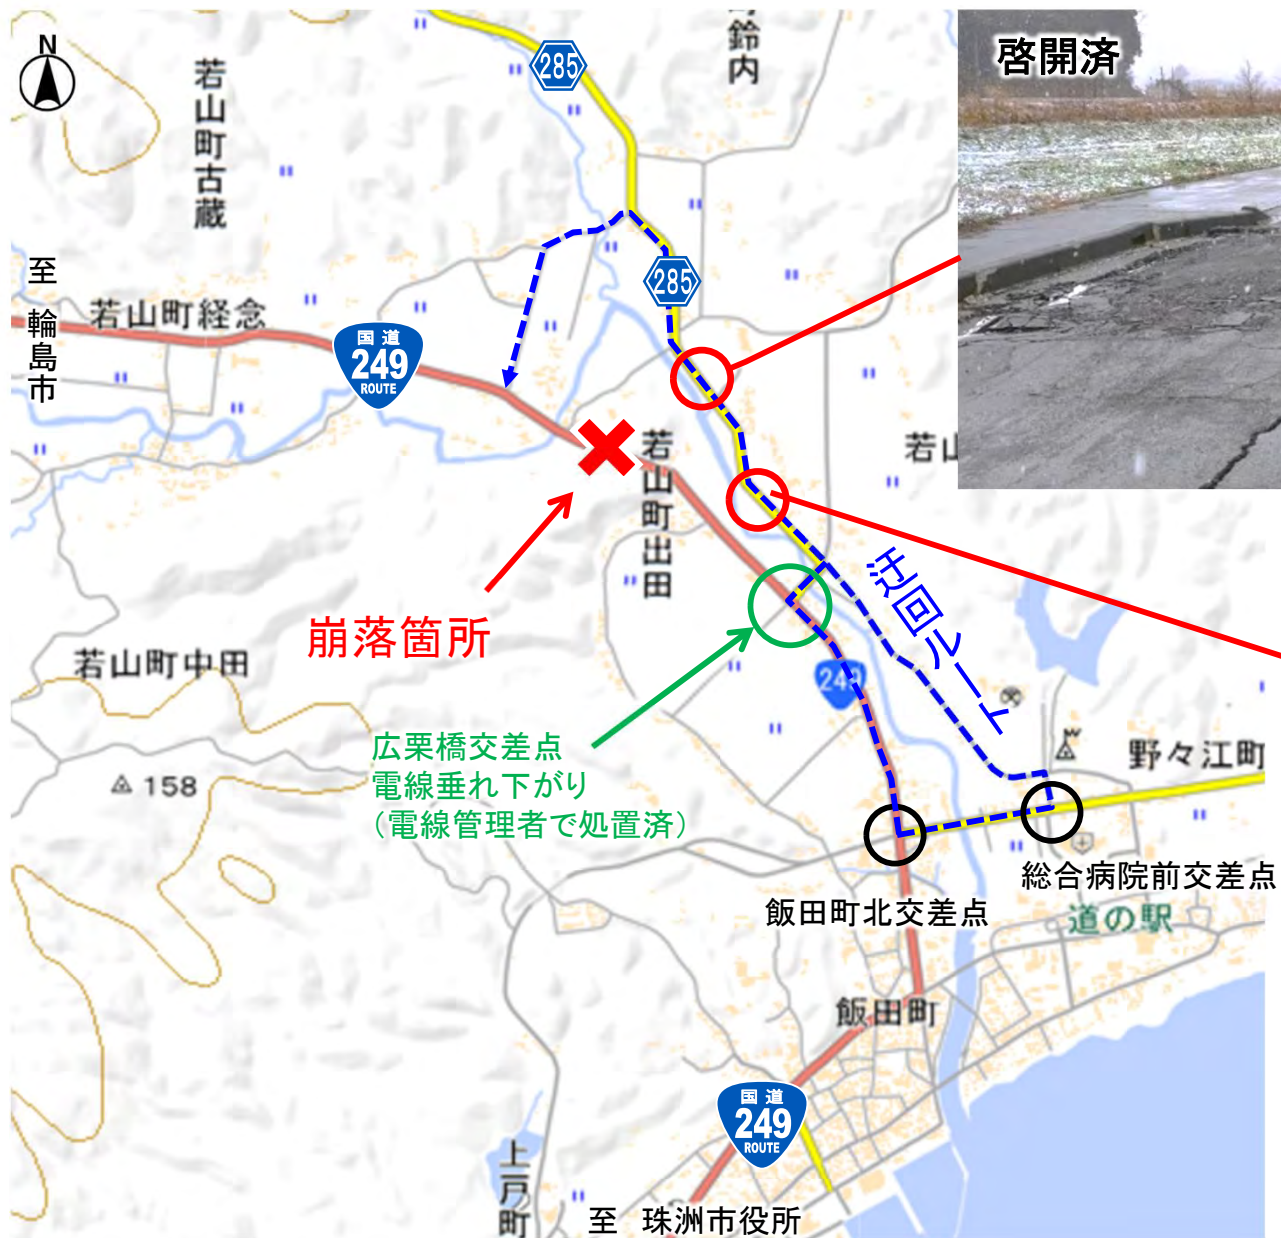 N
285
鈴内
啓開済
若山町古蔵
至 輪島市
285
若山町経念
国道
249
ROUTE
若山町出田
若山
迂回ルート
崩落箇所
若山町中田
249
広栗橋交差点
電線垂れ下がり
（電線管理者で処置済）
野々江町
158
総合病院前交差点
飯田町北交差点
道の駅
飯田町
国道
249
ROUTE
上戸町
至 珠洲市役所